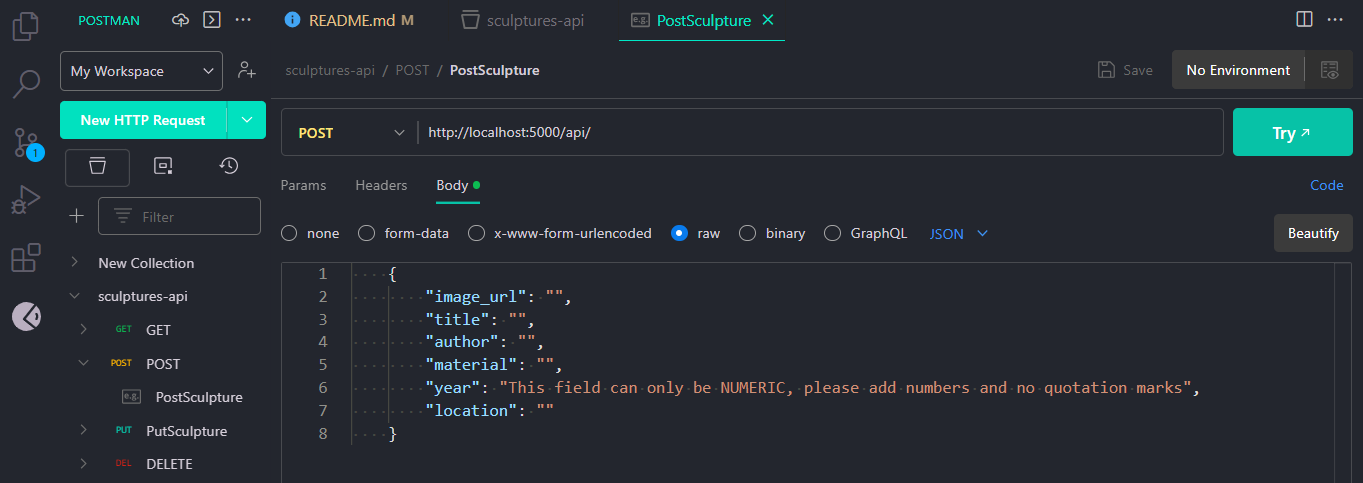 POSTMAN
README.md M
sculptures-api
e.g. PostSculpture
My Workspace
sculptures-api / POST / PostSculpture
Save
No Environment
New HTTP Request
POST
http://localhost:5000/api/
Try
1
Params
Headers
Body
Code
Filter
none
form-data
x-www-form-urlencoded
raw
binary
GraphQL
JSON
Beautify
New Collection
sculptures-api
GET GET
POST POST
e.g. PostSculpture
PUT PutSculpture
DEL DELETE
1 {
2 "image_url": "",
3 "title": "",
4 "author": "",
5 "material": "",
6 "year": "This field can only be NUMERIC, please add numbers and no quotation marks",
7 "location": ""
8 }